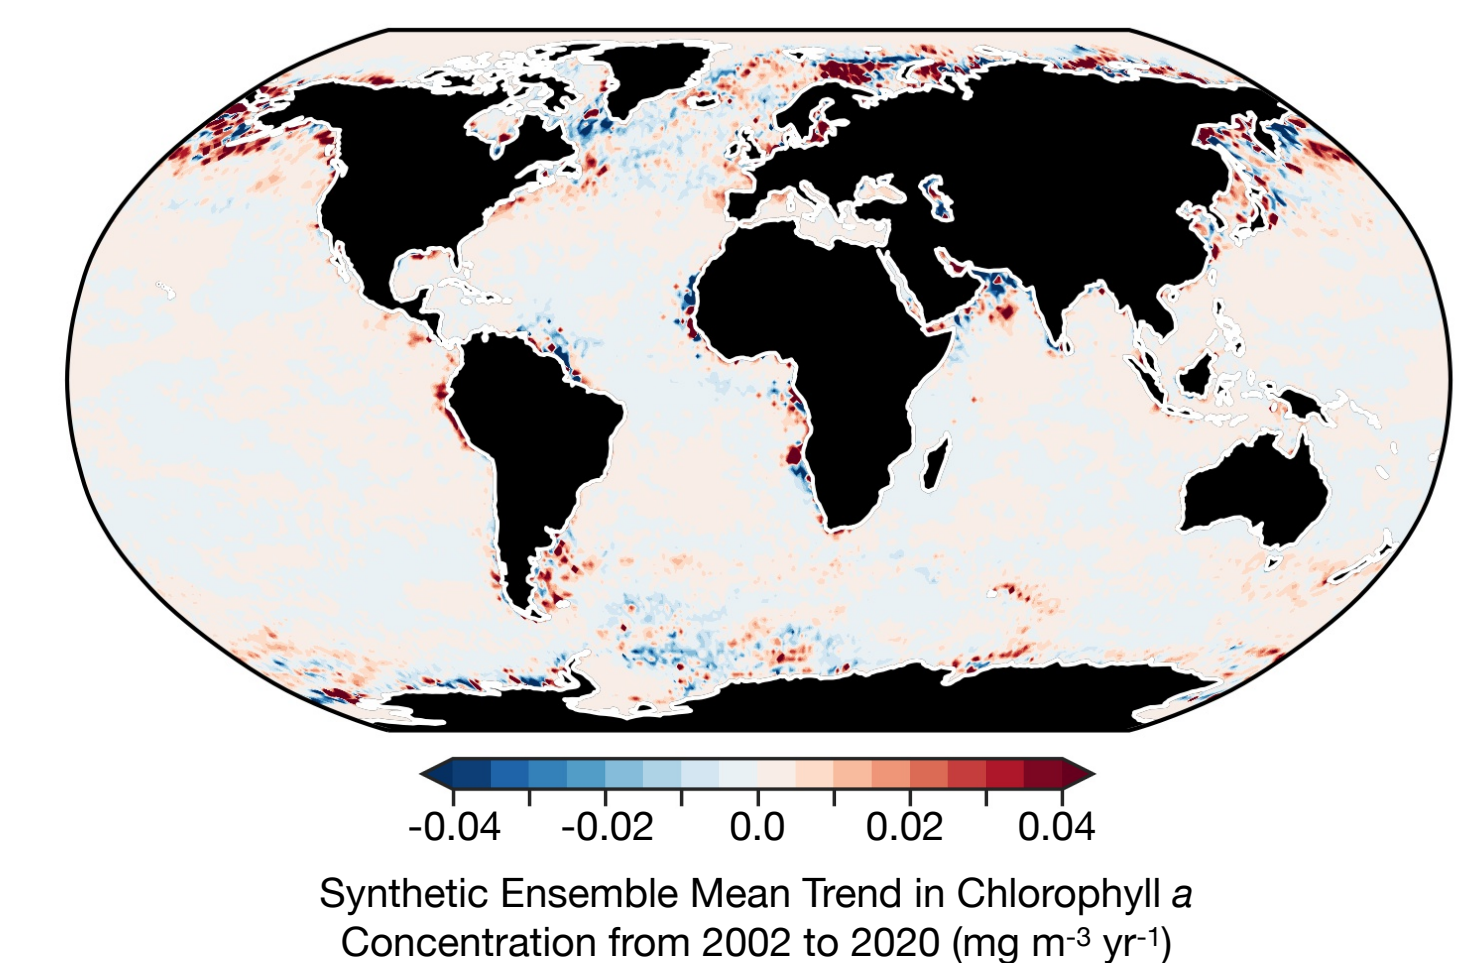 -0.04 -0.02 0.0 0.02 0.04
Synthetic Ensemble Mean Trend in Chlorophyll a
Concentration from 2002 to 2020 (mg m⁻³ yr⁻¹)